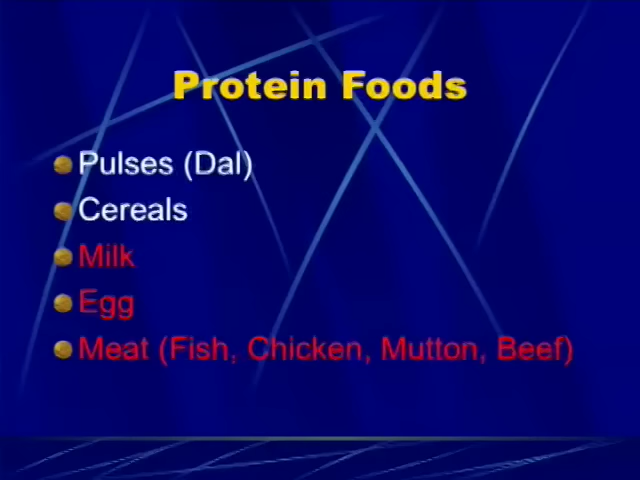 Protein Foods
Pulses (Dal)
Cereals
Milk
Egg
Meat (Fish, Chicken, Mutton, Beef)